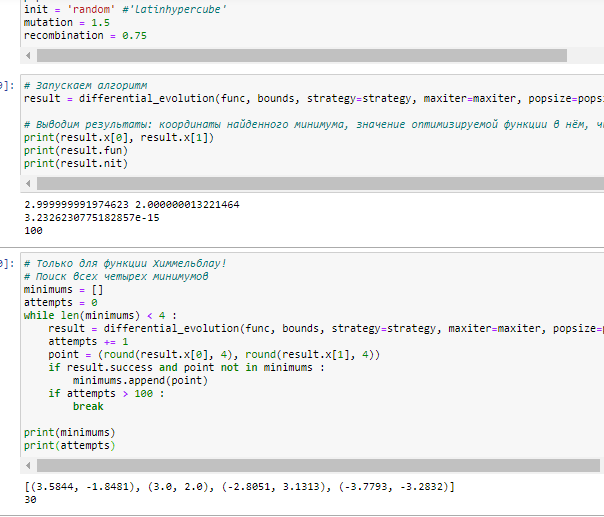 init = 'random' #'latinhypercube'
mutation = 1.5
recombination = 0.75
]: # Запускаем алгоритм
result = differential_evolution(func, bounds, strategy=strategy, maxiter=maxiter, popsize=pops
# Выводим результаты: координаты найденного минимума, значение оптимизируемой функции в нём,
print(result.x[0], result.x[1])
print(result.fun)
print(result.nit)
2.999999991974623 2.000000013221464
3.2326230775182857e-15
100
]: # Только для функции Химмельблау!
# Поиск всех четырех минимумов
minimums = []
attempts = 0
while len(minimums) < 4 :
result = differential_evolution(func, bounds, strategy=strategy, maxiter=maxiter, popsize=
attempts += 1
point = (round(result.x[0], 4), round(result.x[1], 4))
if result.success and point not in minimums :
minimums.append(point)
if attempts > 100 :
break
print(minimums)
print(attempts)
[(3.5844, -1.8481), (3.0, 2.0), (-2.8051, 3.1313), (-3.7793, -3.2832)]
30